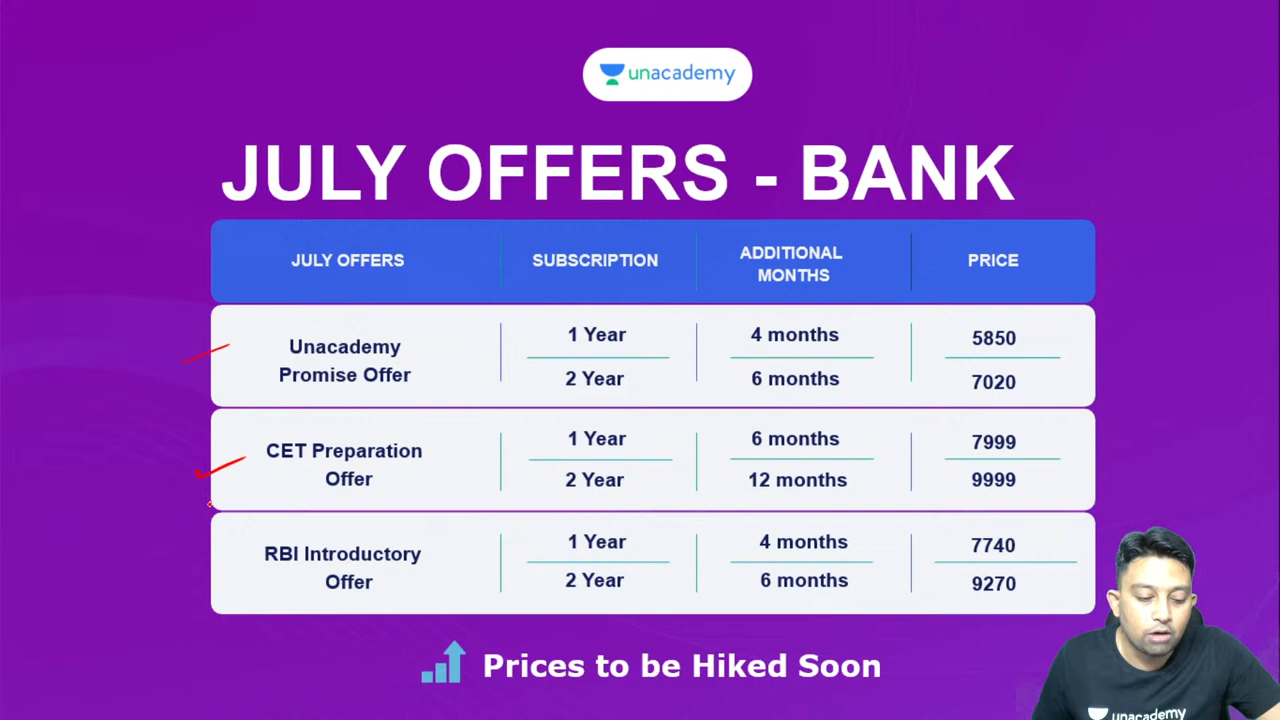 unacademy
JULY OFFERS - BANK
JULY OFFERS SUBSCRIPTION ADDITIONAL MONTHS PRICE
Unacademy Promise Offer
1 Year 4 months 5850
2 Year 6 months 7020
CET Preparation Offer
1 Year 6 months 7999
2 Year 12 months 9999
RBI Introductory Offer
1 Year 4 months 7740
2 Year 6 months 9270
Prices to be Hiked Soon
unacademy